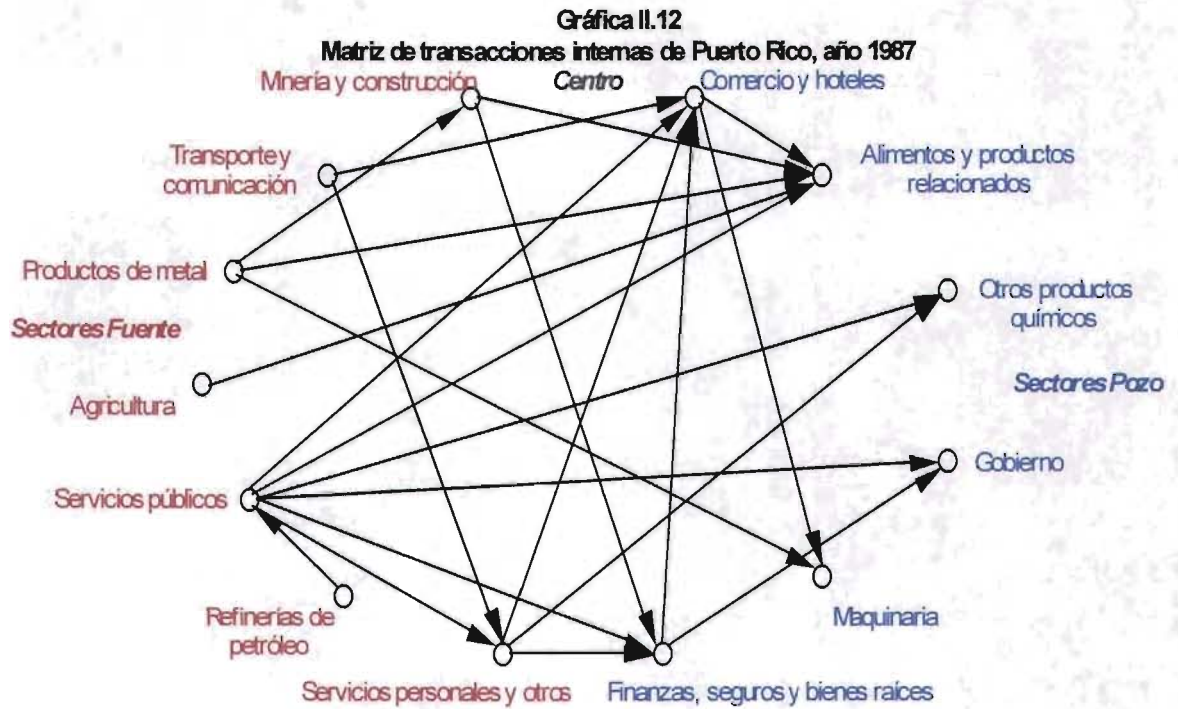 Gráfica II.12
Matriz de transacciones internas de Puerto Rico, año 1987
Minería y construcción
Centro
Comercio y hoteles
Transporte y
comunicación
Alimentos y productos
relacionados
Productos de metal
Otros productos
químicos
Sectores Fuente
Sectores Pozo
Agricultura
Gobierno
Servicios públicos
Refinerías de
petróleo
Maquinaria
Servicios personales y otros
Finanzas, seguros y bienes raíces